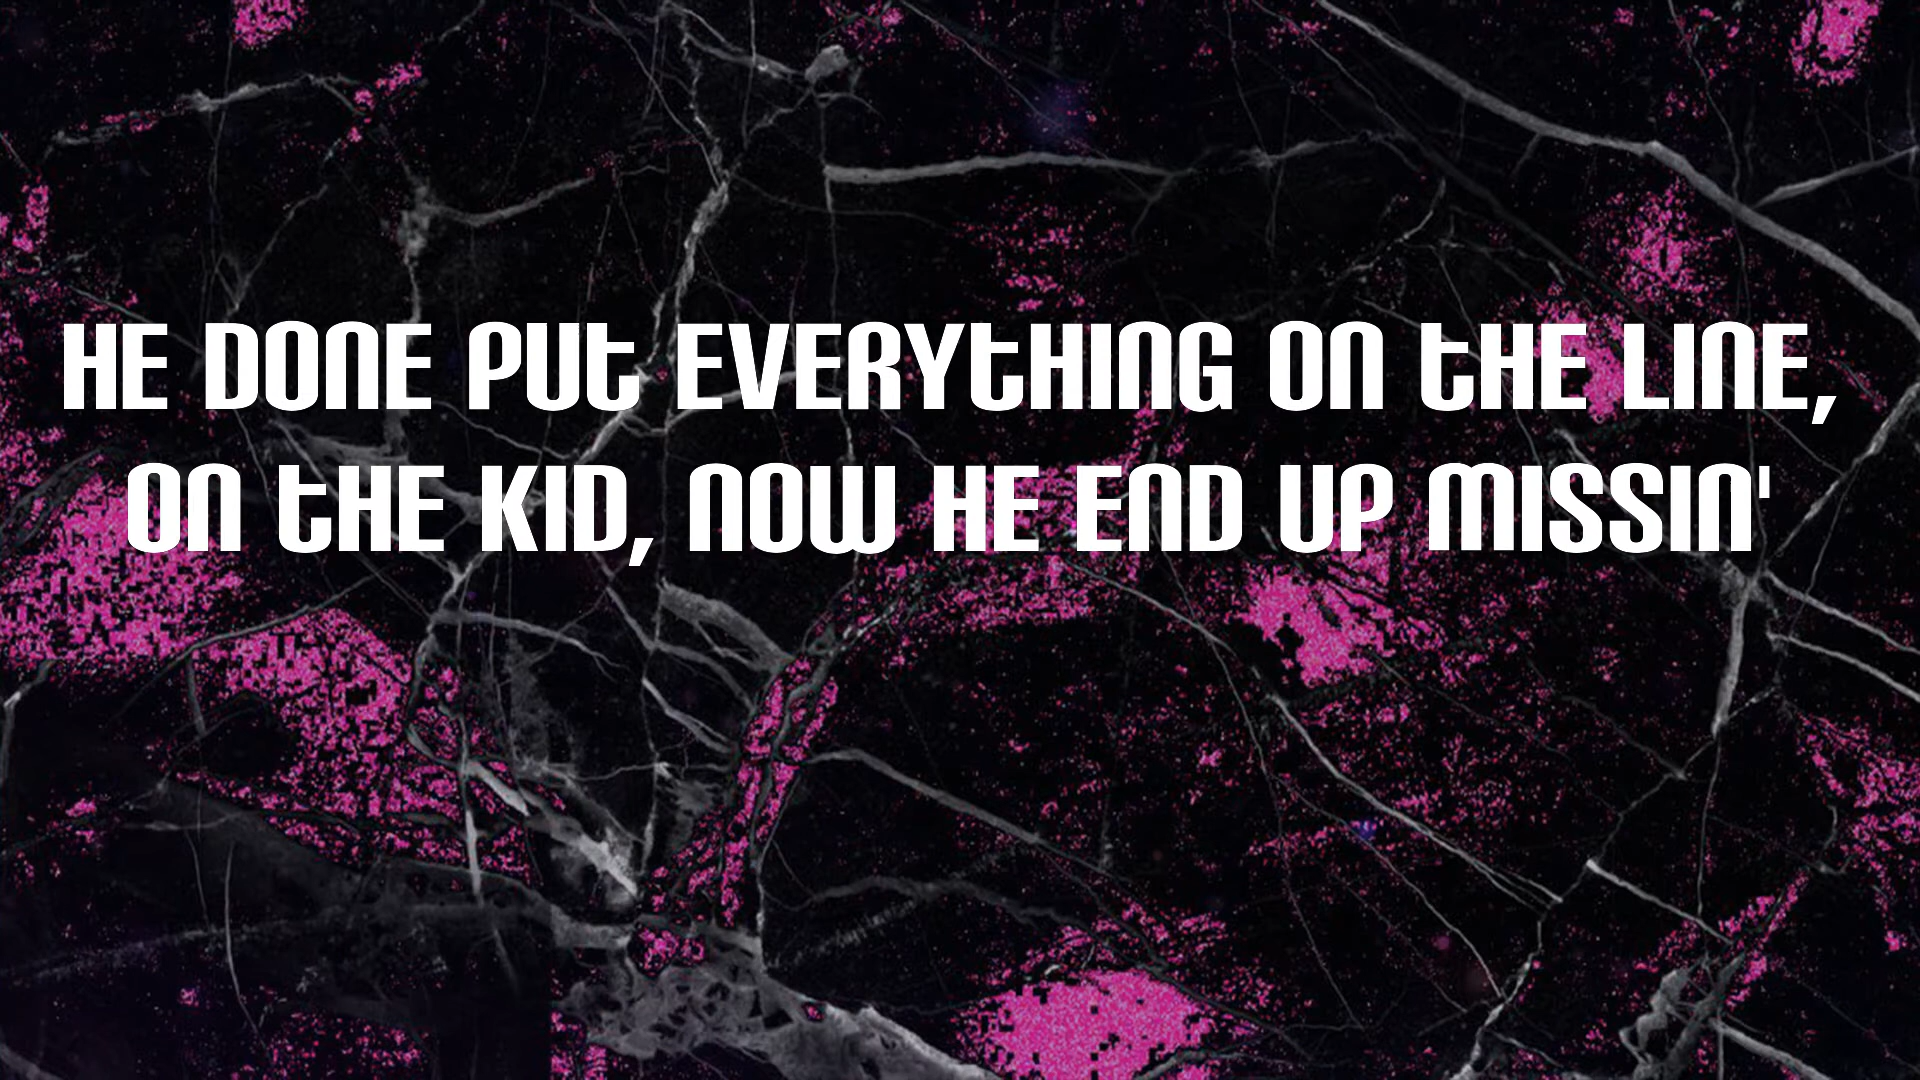 HE DONE PUT EVERYTHING ON THE LINE,
ON THE KID, NOW HE END UP MISSIN'